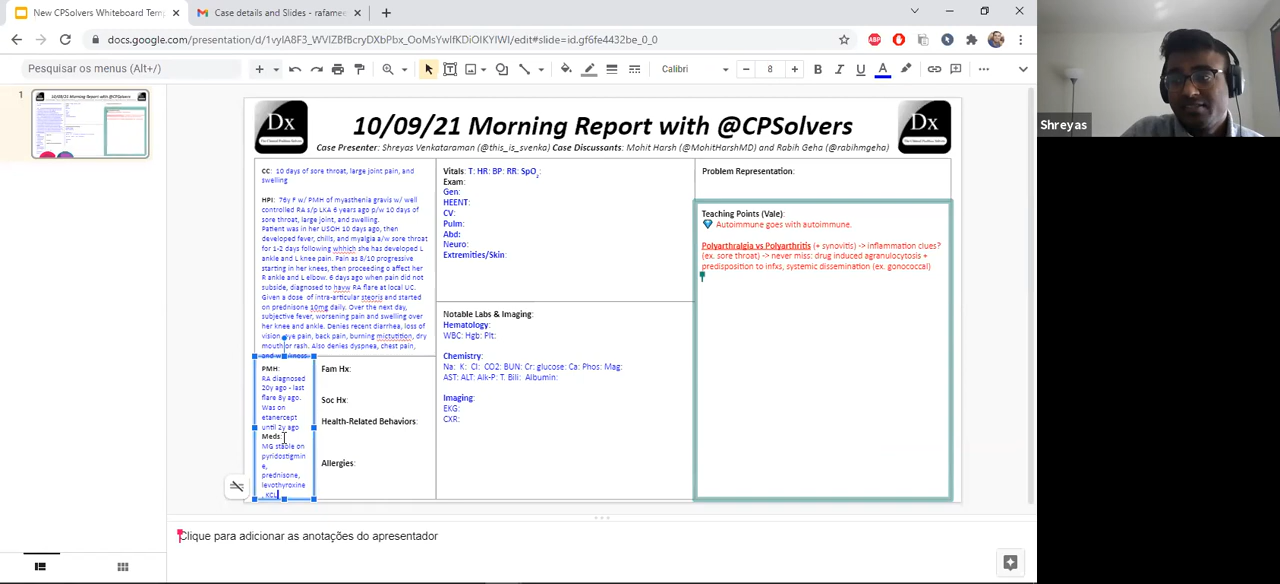 New CPSolvers Whiteboard Temp
Case details and Slides - rafamee
docs.google.com/presentation/d/1vylA8F3_WVIZBfBcryDXbPbx_OoMsYwIfKDiOIKYIWI/edit#slide=id.gf6fe4432be_0_0
Pesquisar os menus (Alt+/)
Calibri
8
1
Shreyas
Dx
10/09/21 Morning Report with @CPSolvers
Dx
Case Presenter: Shreyas Venkataraman (@this_is_svenka) Case Discussants: Mohit Harsh (@MohitHarshMD) and Rabih Geha (@rabihmgeha)
CC: 10 days of sore throat, large joint pain, and
swelling
HPI: 76y F w/ PMH of myasthenia gravis w/ well
controlled RA s/p LKA 6 years ago p/w 10 days of
sore throat, large joint, and swelling.
Patient was in her USOH 10 days ago, then
developed fever, chills, and myalgia a/w sore throat
for 1-2 days following whhich she has developed L
ankle and L knee pain. Pain as 8/10 progressive
starting in her knees, then proceeding o affect her
R ankle and L elbow. 6 days ago when pain did not
subside, diagnosed to havw RA flare at local UC.
Given a dose of intra-articular steoris and started
on prednisone 10mg daily. Over the next day,
subjective fever, worsening pain and swelling over
her knee and ankle. Denies recent diarrhea, loss of
vision, eye pain, back pain, burning mictutition, dry
mouth or rash. Also denies dyspnea, chest pain,
and weakness
PMH:
RA diagnosed
20y ago - last
flare 8y ago.
Was on
etanercept
until 2y ago
Meds:
MG stable on
pyridostigmin
e,
prednisone,
levothyroxine
, KCL
Fam Hx:
Soc Hx:
Health-Related Behaviors:
Allergies:
Vitals: T: HR: BP: RR: SpO2:
Exam:
Gen:
HEENT:
CV:
Pulm:
Abd:
Neuro:
Extremities/Skin:
Notable Labs & Imaging:
Hematology:
WBC: Hgb: Plt:
Chemistry:
Na: K: Cl: CO2: BUN: Cr: glucose: Ca: Phos: Mag:
AST: ALT: Alk-P: T. Bili: Albumin:
Imaging:
EKG:
CXR:
Problem Representation:
Teaching Points (Vale):
💎 Autoimmune goes with autoimmune.
Polyarthralgia vs Polyarthritis (+ synovitis) -> inflammation clues?
(ex. sore throat) -> never miss: drug induced agranulocytosis +
predisposition to infxs, systemic dissemination (ex. gonococcal)
Clique para adicionar as anotações do apresentador